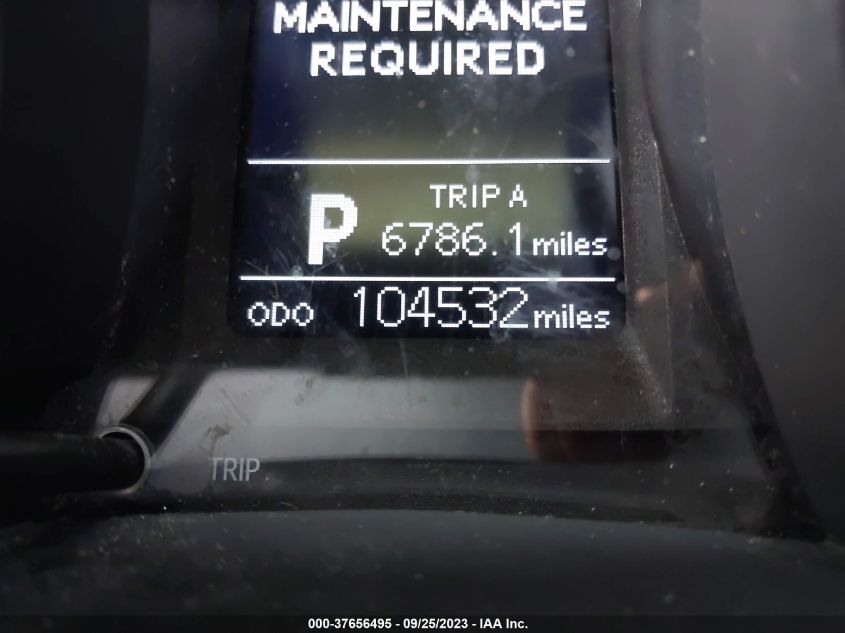 MAINTENANCE
REQUIRED
TRIP A
P 6786.1 miles
ODO 104532 miles
TRIP
000-37656495 - 09/25/2023 - IAA Inc.